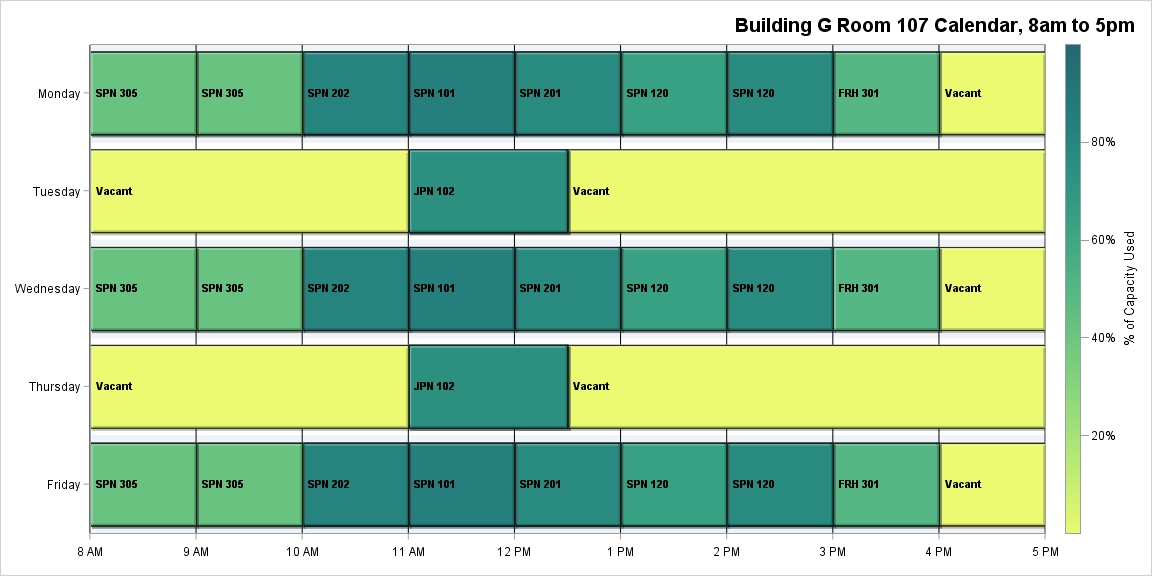 Building G Room 107 Calendar, 8am to 5pm
Monday SPN 305 SPN 305 SPN 202 SPN 101 SPN 201 SPN 120 SPN 120 FRH 301 Vacant
Tuesday Vacant JPN 102 Vacant
Wednesday SPN 305 SPN 305 SPN 202 SPN 101 SPN 201 SPN 120 SPN 120 FRH 301 Vacant
Thursday Vacant JPN 102 Vacant
Friday SPN 305 SPN 305 SPN 202 SPN 101 SPN 201 SPN 120 SPN 120 FRH 301 Vacant
8 AM 9 AM 10 AM 11 AM 12 PM 1 PM 2 PM 3 PM 4 PM 5 PM
80%
60%
40%
20%
% of Capacity Used